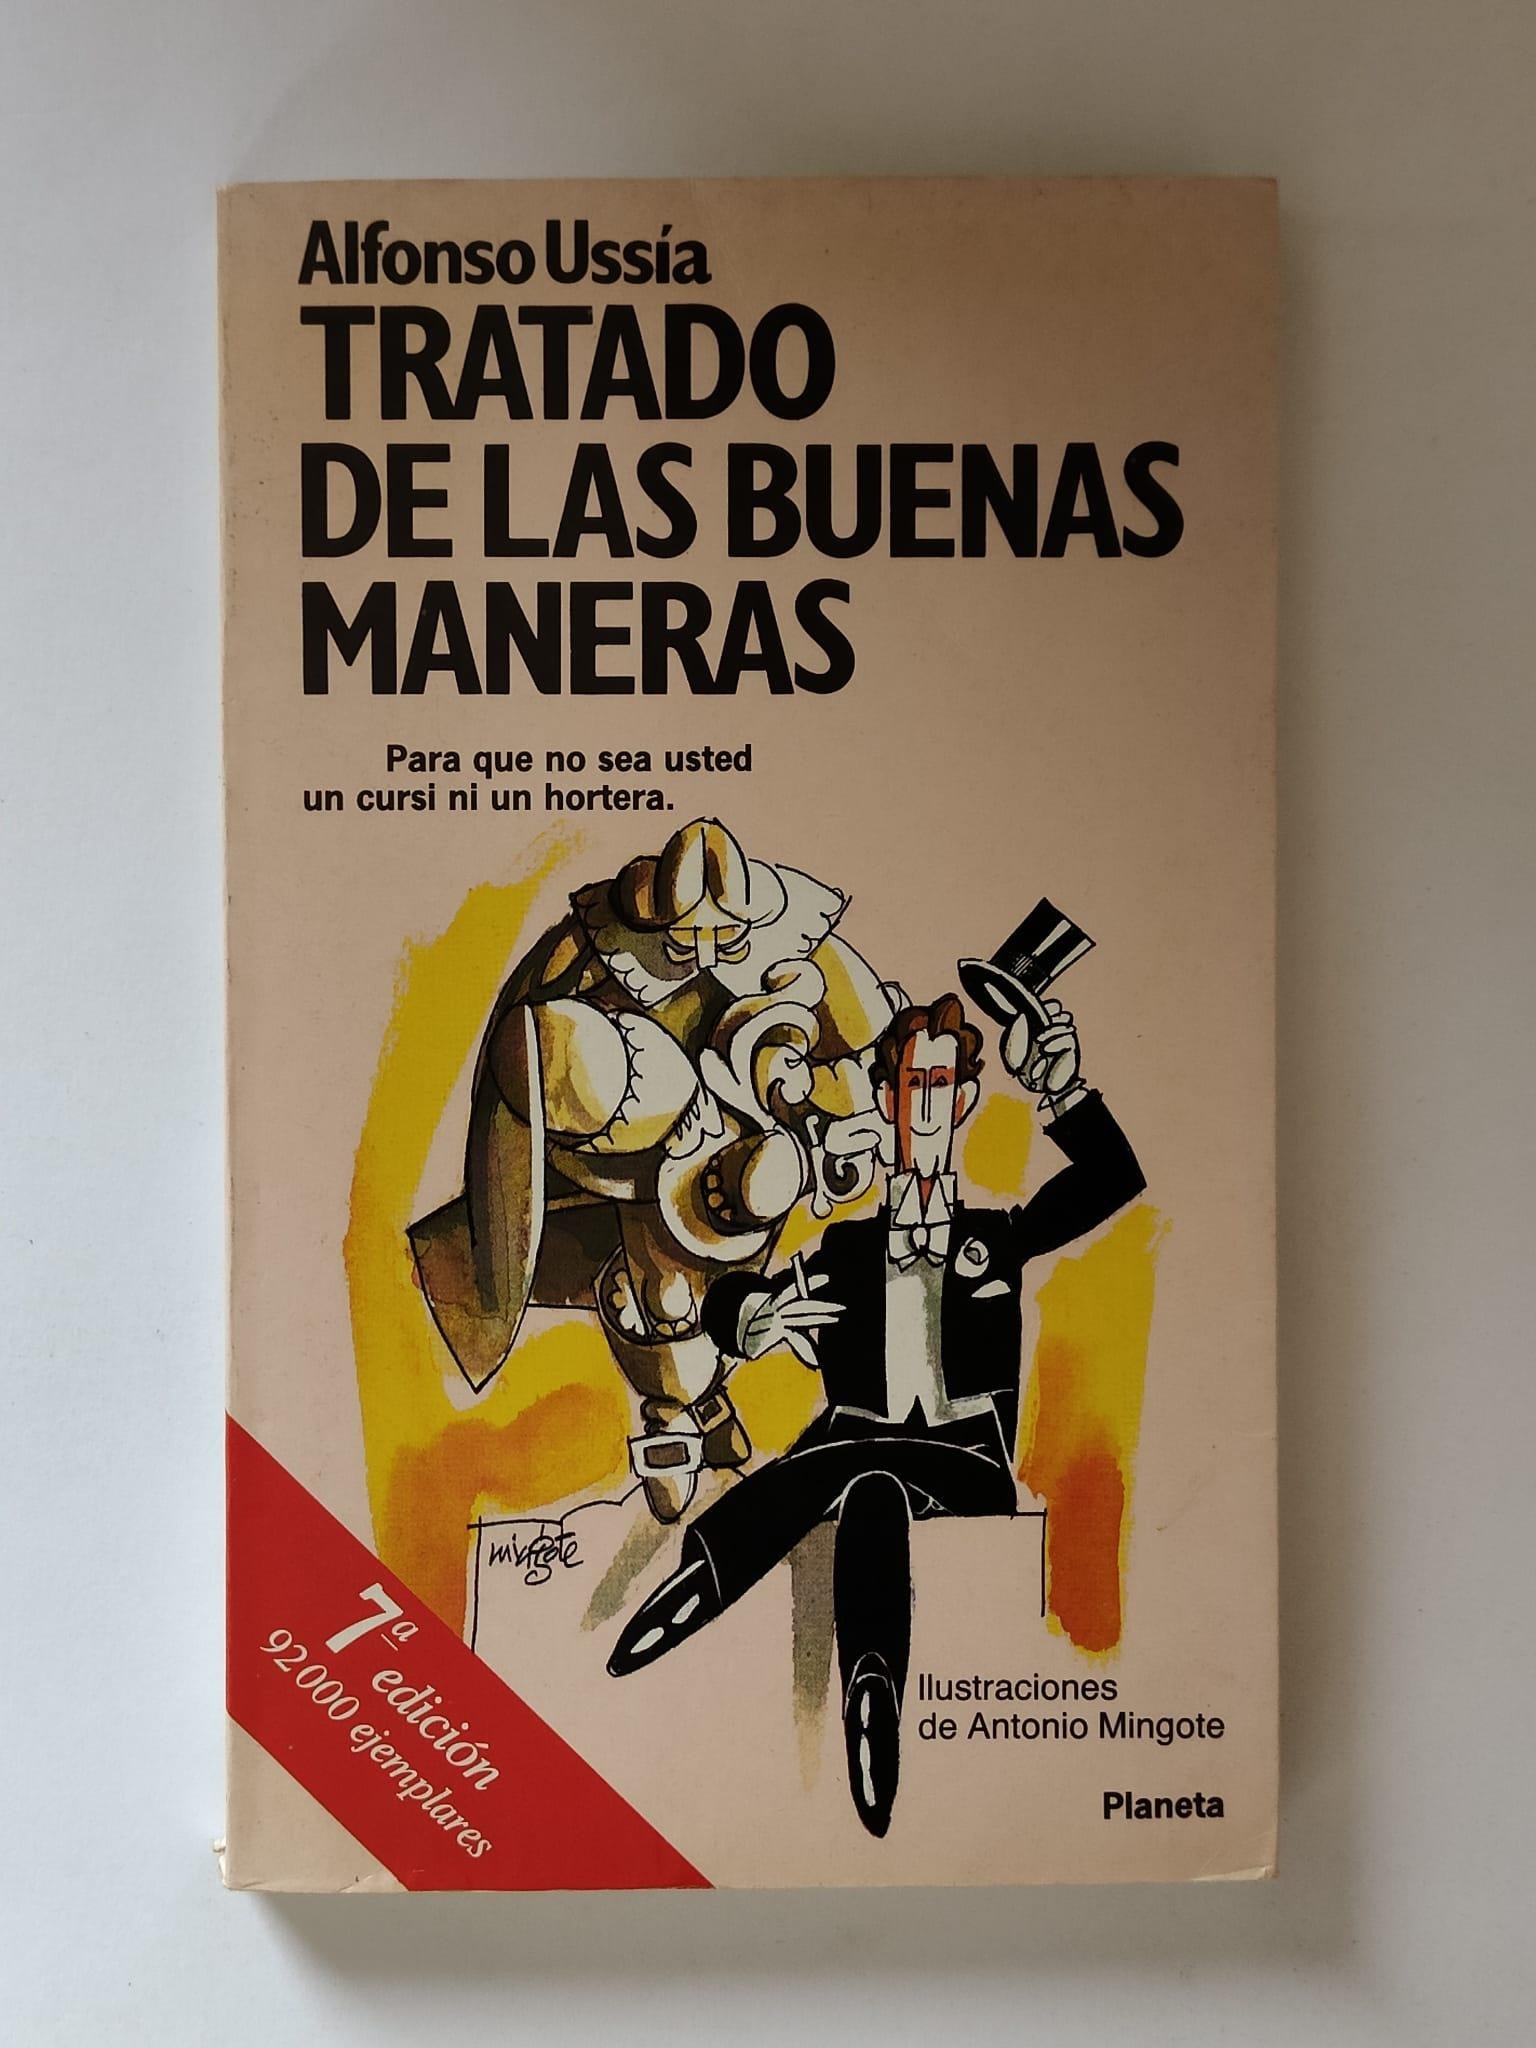 Alfonso Ussía
TRATADO
DE LAS BUENAS
MANERAS
Para que no sea usted
un cursi ni un hortera.
mingote
7ª edición
92000 ejemplares
Ilustraciones
de Antonio Mingote
Planeta